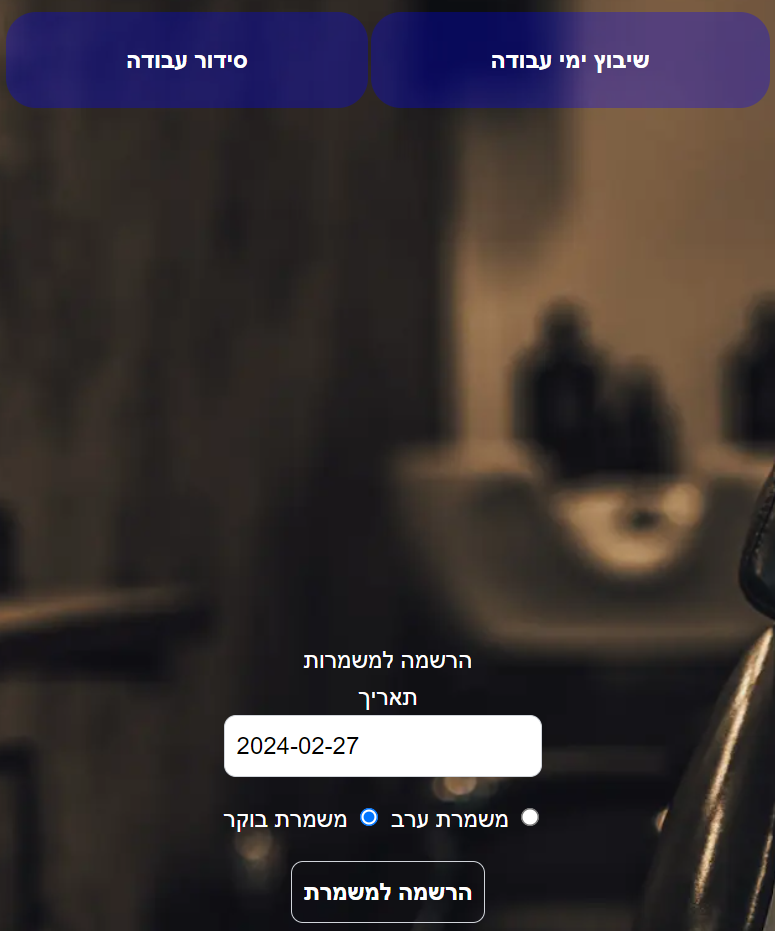 שיבוץ ימי עבודה
סידור עבודה
הרשמה למשמרות
תאריך
2024-02-27
משמרת ערב משמרת בוקר
הרשמה למשמרת